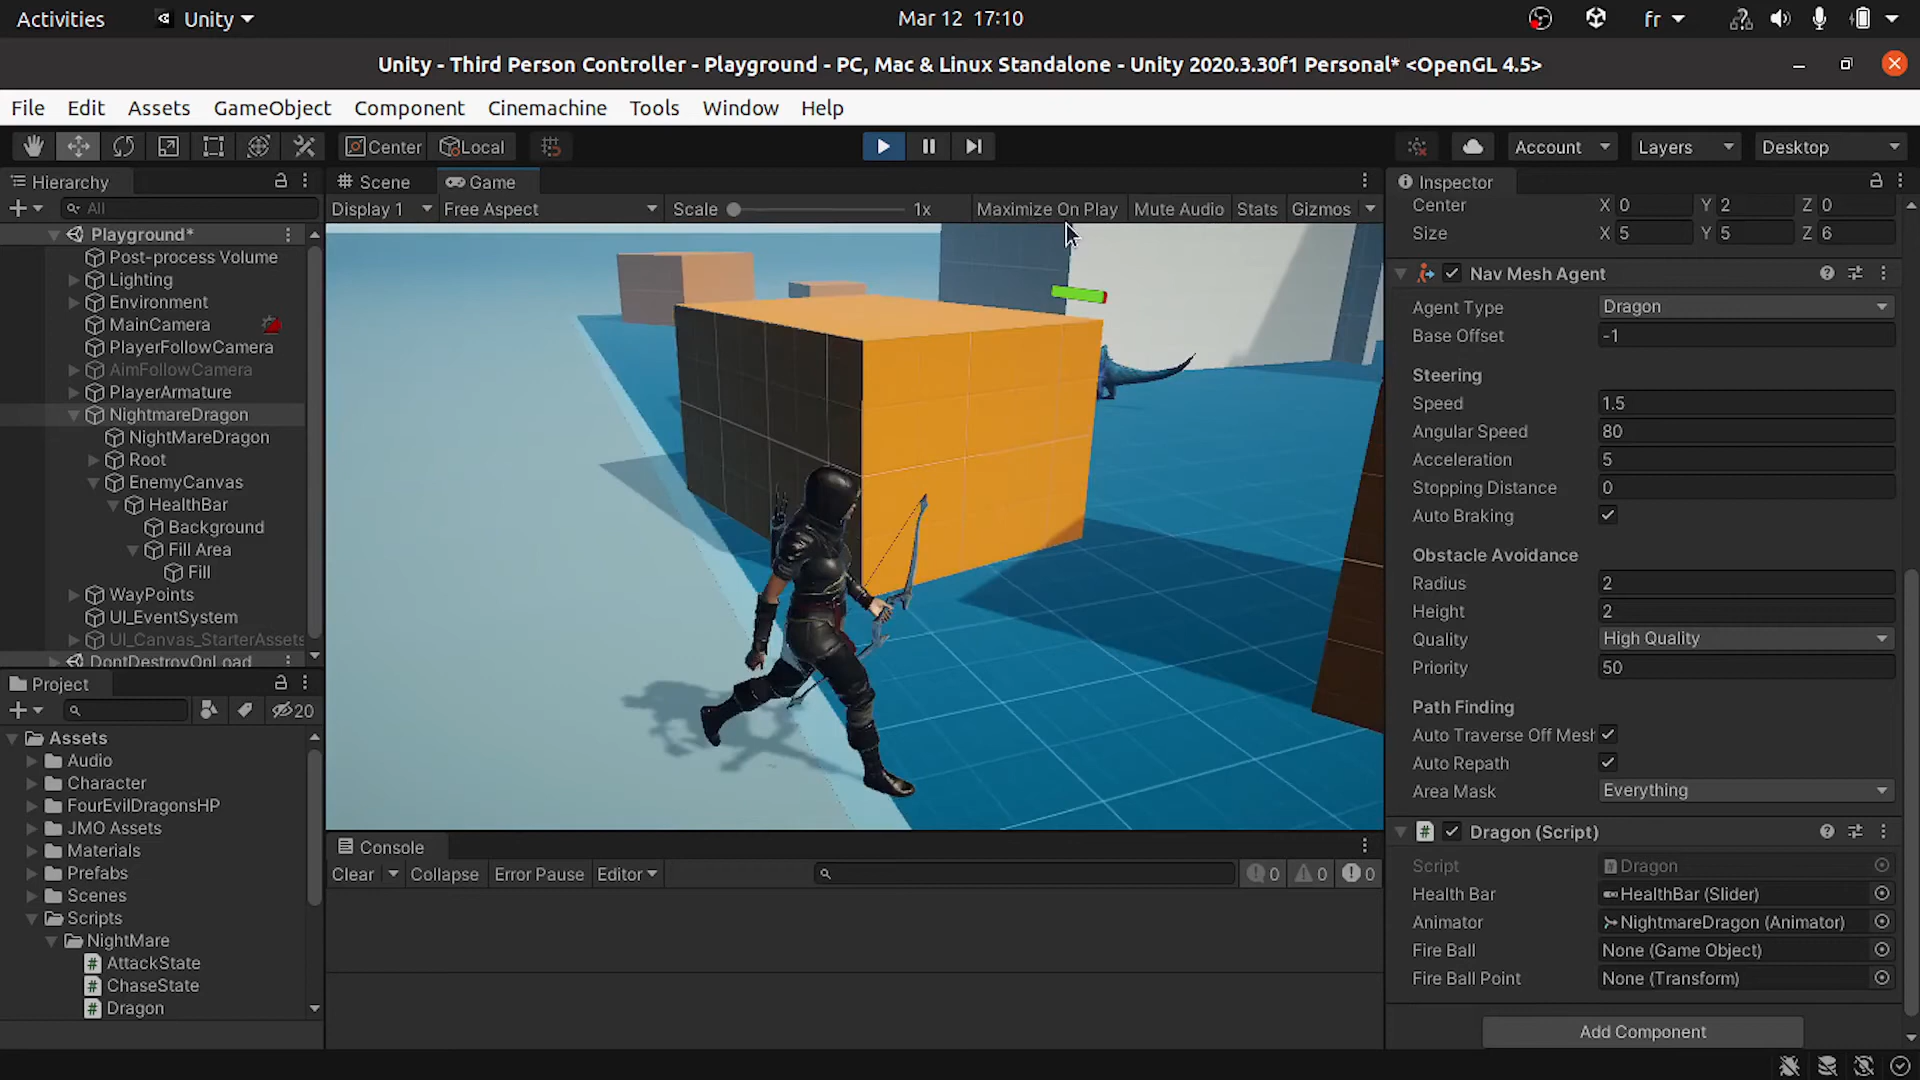 Activities
Unity
Mar 12 17:10
fr
Unity - Third Person Controller - Playground - PC, Mac & Linux Standalone - Unity 2020.3.30f1 Personal* <OpenGL 4.5>
File Edit Assets GameObject Component Cinemachine Tools Window Help
Center Local
Account Layers Desktop
Hierarchy
All
Playground*
Post-process Volume
Lighting
Environment
MainCamera
PlayerFollowCamera
AimFollowCamera
PlayerArmature
NightmareDragon
NightMareDragon
Root
EnemyCanvas
HealthBar
Background
Fill Area
Fill
WayPoints
UI_EventSystem
UI_Canvas_StarterAssets
DontDestroyOnLoad
Project
20
Assets
Audio
Character
FourEvilDragonsHP
JMO Assets
Materials
Prefabs
Scenes
Scripts
NightMare
AttackState
ChaseState
Dragon
Scene Game
Display 1 Free Aspect Scale 1x Maximize On Play Mute Audio Stats Gizmos
Console
Clear Collapse Error Pause Editor 0 0 0
Inspector
Center X 0 Y 2 Z 0
Size X 5 Y 5 Z 6
Nav Mesh Agent
Agent Type Dragon
Base Offset -1
Steering
Speed 1.5
Angular Speed 80
Acceleration 5
Stopping Distance 0
Auto Braking
Obstacle Avoidance
Radius 2
Height 2
Quality High Quality
Priority 50
Path Finding
Auto Traverse Off Mesh
Auto Repath
Area Mask Everything
Dragon (Script)
Script Dragon
Health Bar HealthBar (Slider)
Animator NightmareDragon (Animator)
Fire Ball None (Game Object)
Fire Ball Point None (Transform)
Add Component